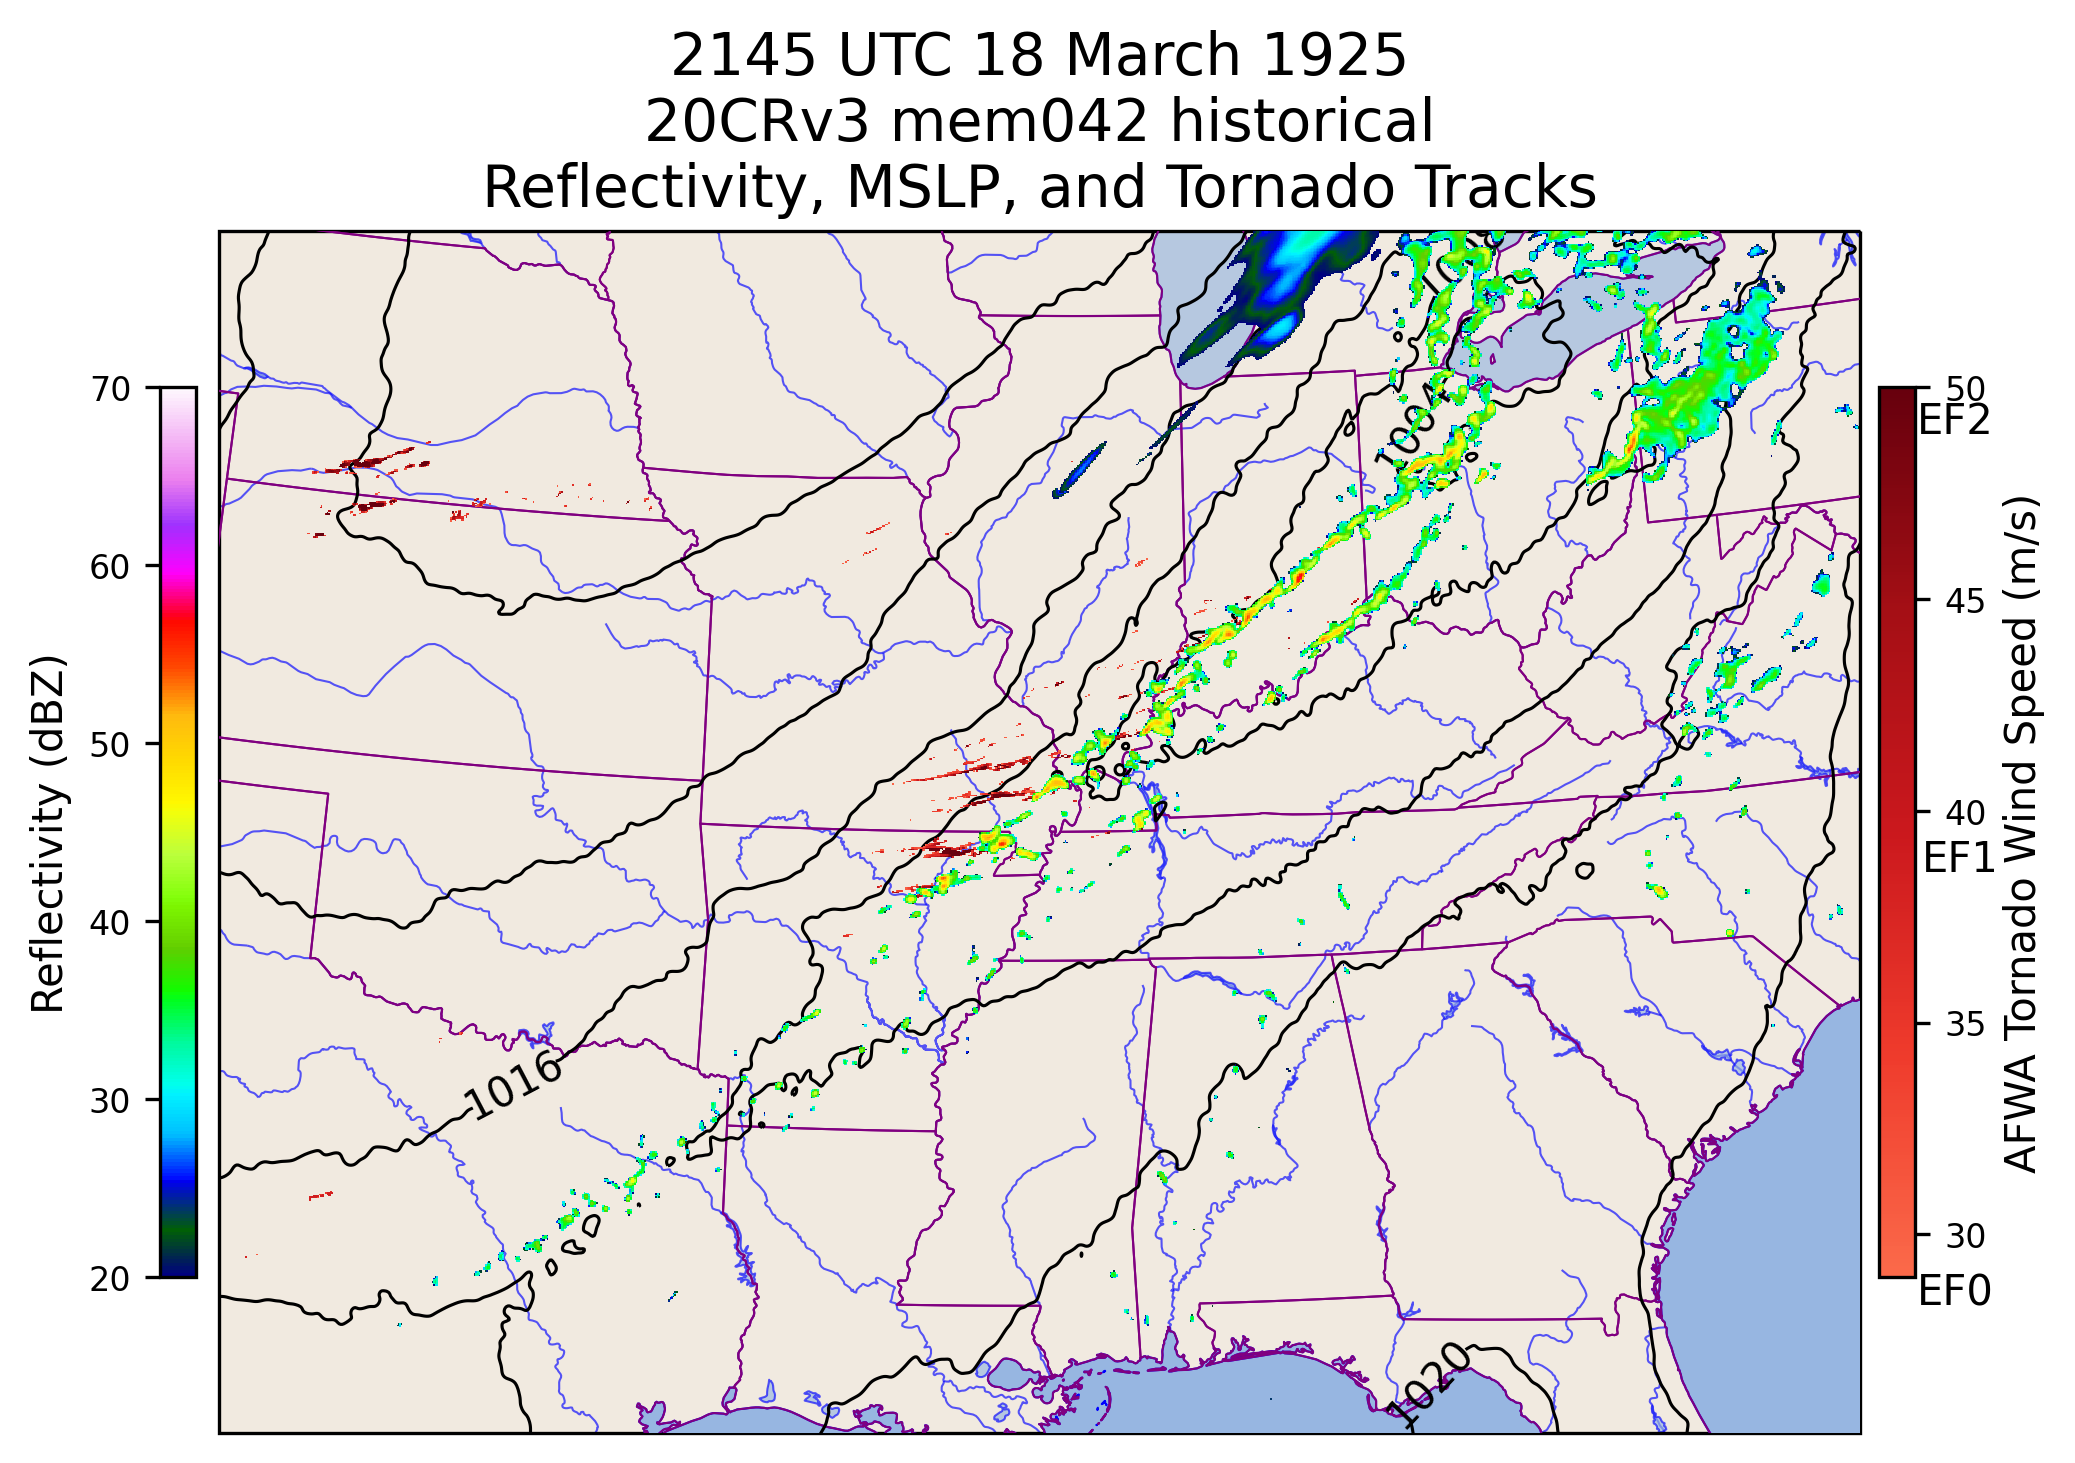 2145 UTC 18 March 1925
20CRv3 mem042 historical
Reflectivity, MSLP, and Tornado Tracks
70
60
50
40
30
20
Reflectivity (dBZ)
1004
1016
1020
50
EF2
45
40
EF1
35
30
EF0
AFWA Tornado Wind Speed (m/s)